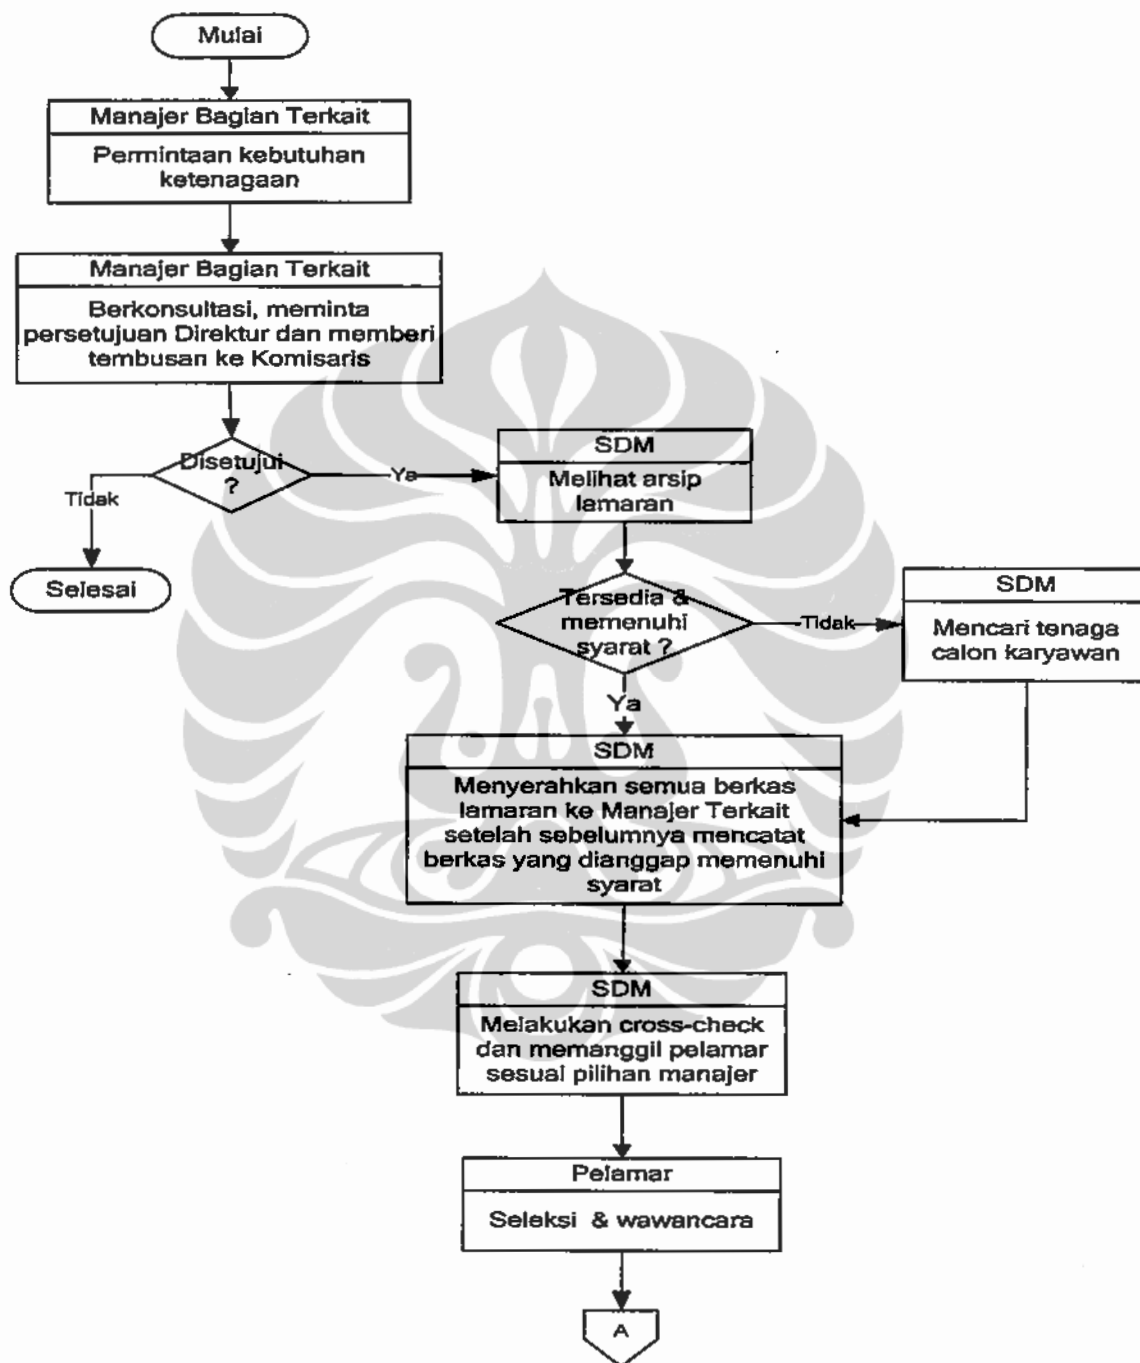 Mulai
Manajer Bagian Terkait
Permintaan kebutuhan
ketenagaan
Manajer Bagian Terkait
Berkonsultasi, meminta
persetujuan Direktur dan memberi
tembusan ke Komisaris
Disetujui
?
Ya
Tidak
Selesai
SDM
Melihat arsip
lamaran
Tersedia &
memenuhi
syarat ?
Tidak
SDM
Mencari tenaga
calon karyawan
Ya
SDM
Menyerahkan semua berkas
lamaran ke Manajer Terkait
setelah sebelumnya mencatat
berkas yang dianggap memenuhi
syarat
SDM
Melakukan cross-check
dan memanggil pelamar
sesuai pilihan manajer
Pelamar
Seleksi & wawancara
A